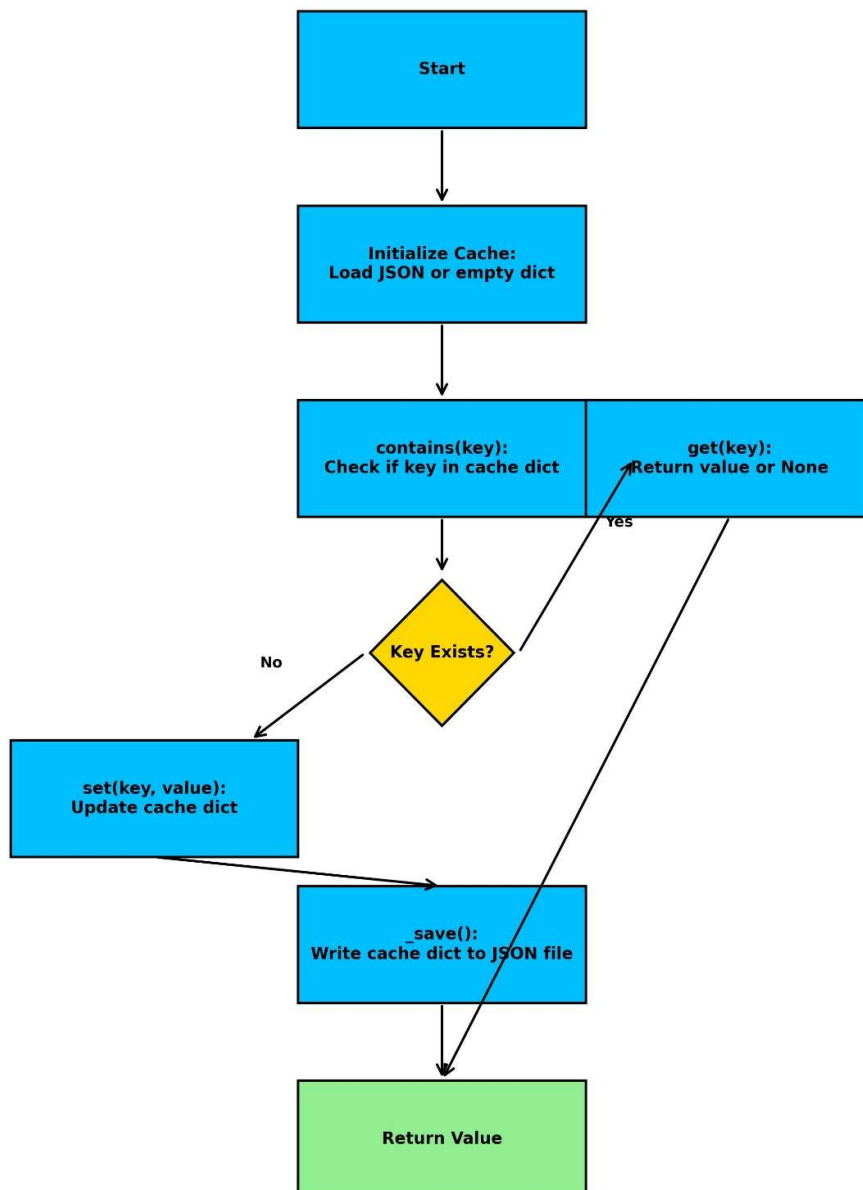 Start
Initialize Cache:
Load JSON or empty dict
contains(key):
Check if key in cache dict
get(key):
Return value or None
Yes
Key Exists?
No
set(key, value):
Update cache dict
_save():
Write cache dict to JSON file
Return Value